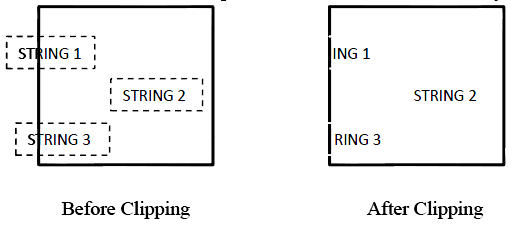 STRING 1
STRING 2
STRING 3
Before Clipping
ING 1
STRING 2
RING 3
After Clipping